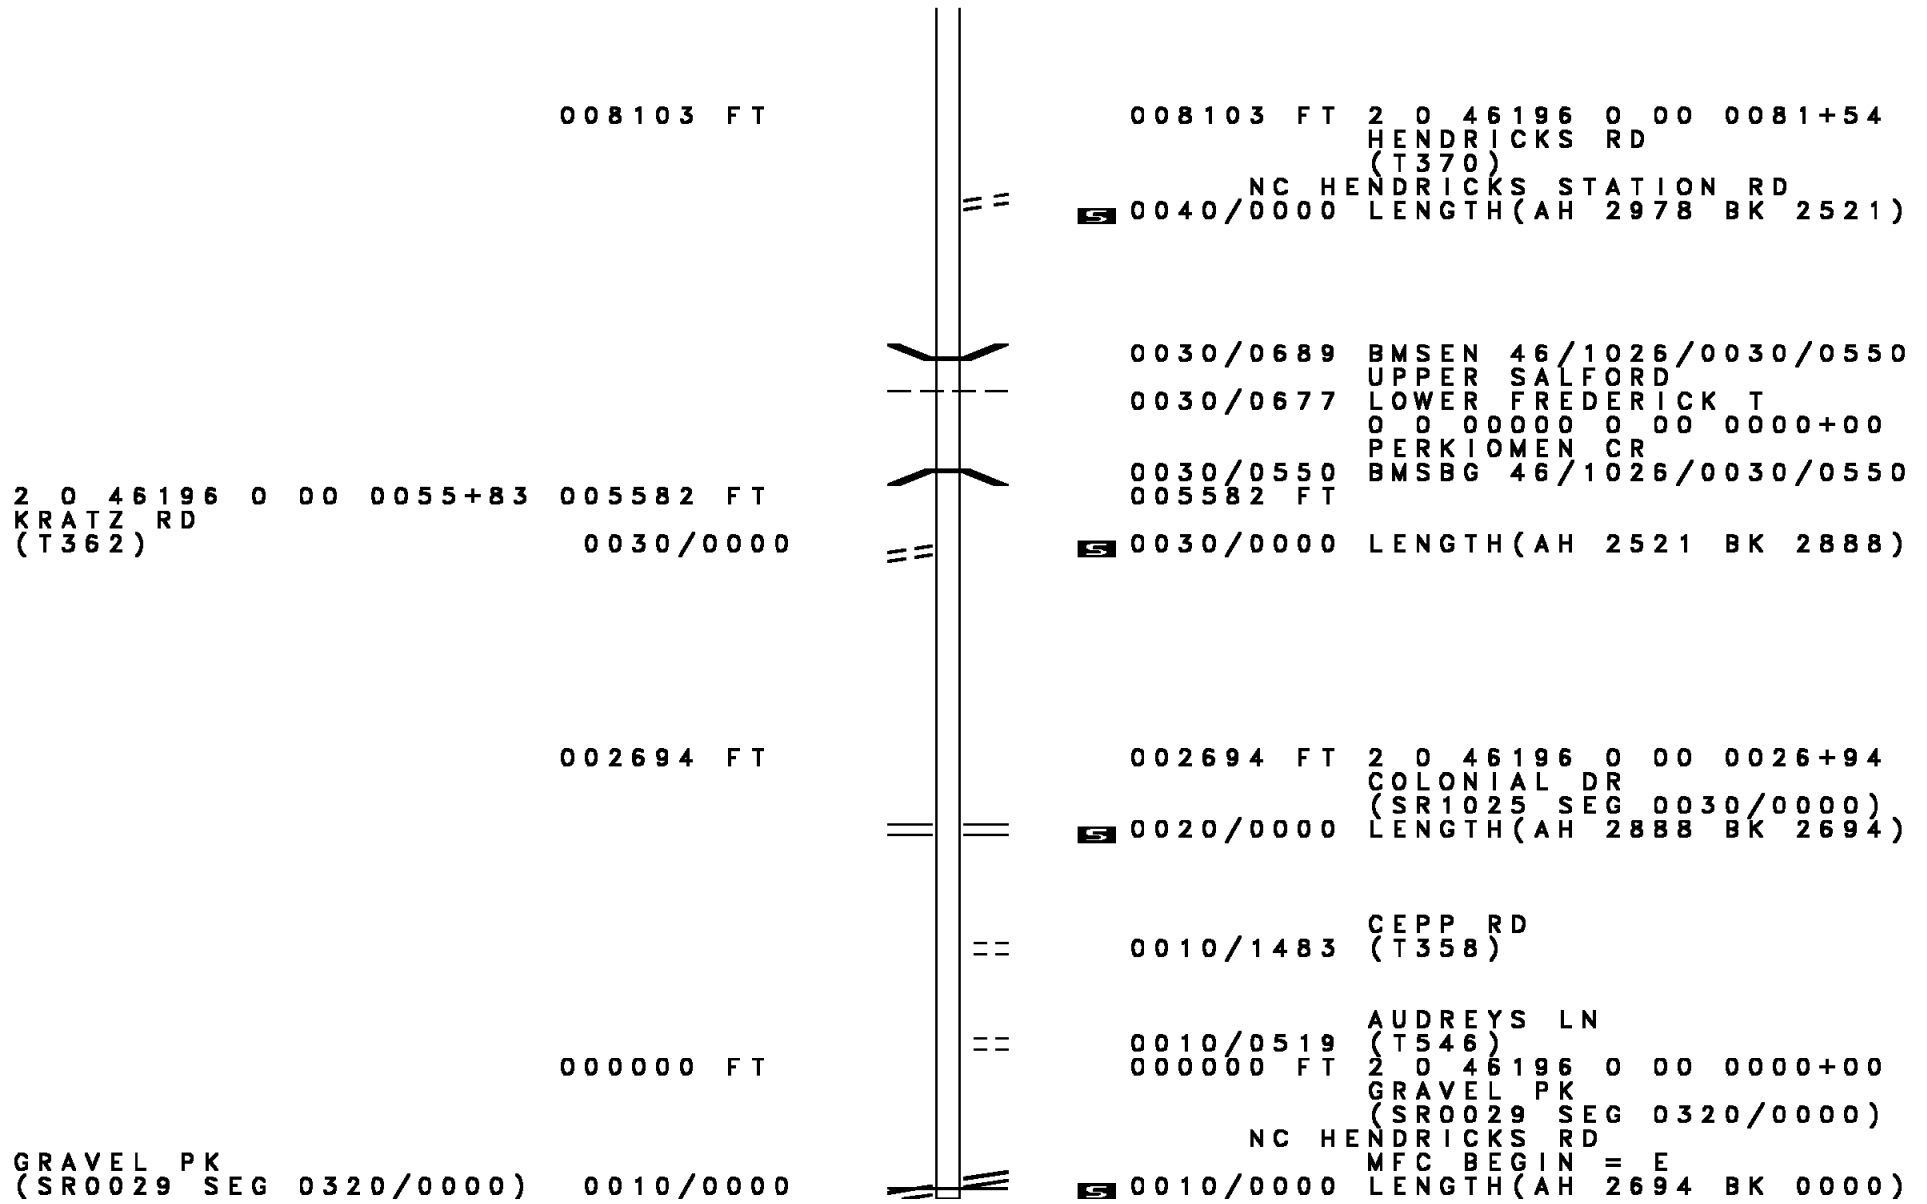 008103 FT 008103 FT 2 0 46196 0 00 0081+54
HENDRICKS RD
(T370)
NC HENDRICKS STATION RD
S 0040/0000 LENGTH(AH 2978 BK 2521)
0030/0689 BMSEN 46/1026/0030/0550
UPPER SALFORD
0030/0677 LOWER FREDERICK T
0 0 00000 0 00 0000+00
PERKIOMEN CR
0030/0550 BMSBG 46/1026/0030/0550
2 0 46196 0 00 0055+83 005582 FT 005582 FT
KRATZ RD
(T362) 0030/0000 S 0030/0000 LENGTH(AH 2521 BK 2888)
002694 FT 002694 FT 2 0 46196 0 00 0026+94
COLONIAL DR
(SR1025 SEG 0030/0000)
S 0020/0000 LENGTH(AH 2888 BK 2694)
CEPP RD
0010/1483 (T358)
AUDREYS LN
0010/0519 (T546)
000000 FT 000000 FT 2 0 46196 0 00 0000+00
GRAVEL PK
(SR0029 SEG 0320/0000)
NC HENDRICKS RD
GRAVEL PK MFC BEGIN = E
(SR0029 SEG 0320/0000) 0010/0000 S 0010/0000 LENGTH(AH 2694 BK 0000)